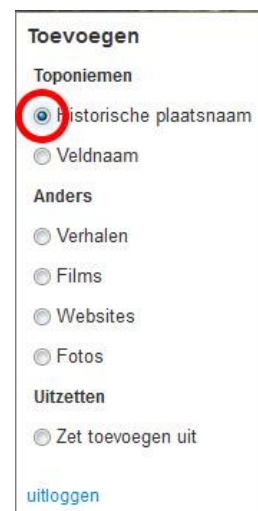 Toevoegen
Toponiemen
Historische plaatsnaam
Veldnaam
Anders
Verhalen
Films
Websites
Fotos
Uitzetten
Zet toevoegen uit
uitloggen